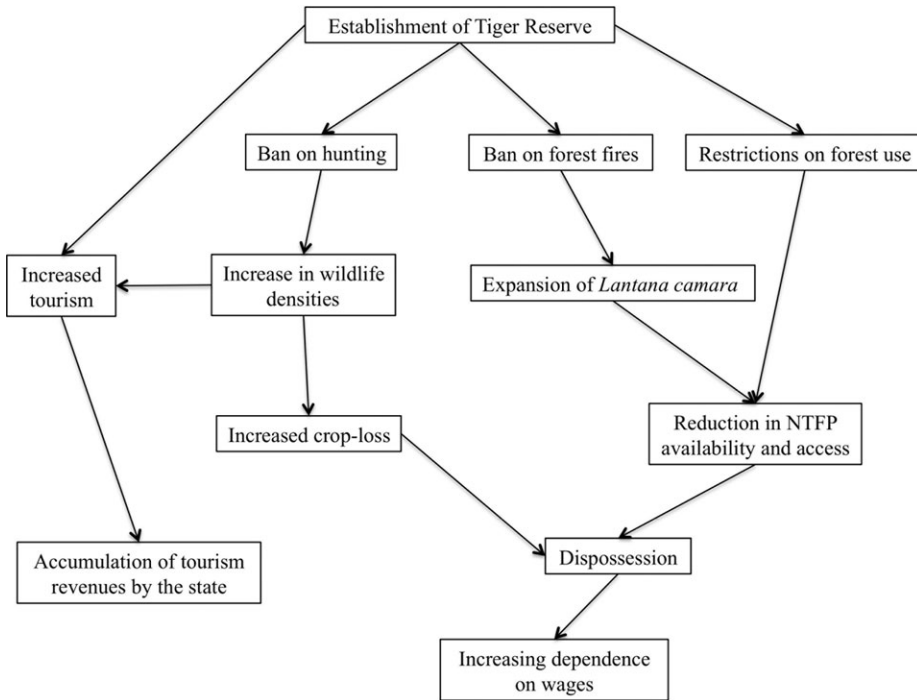 Establishment of Tiger Reserve
Ban on hunting
Ban on forest fires
Restrictions on forest use
Increased
tourism
Increase in wildlife
densities
Expansion of Lantana camara
Increased crop-loss
Reduction in NTFP
availability and access
Accumulation of tourism
revenues by the state
Dispossession
Increasing dependence
on wages